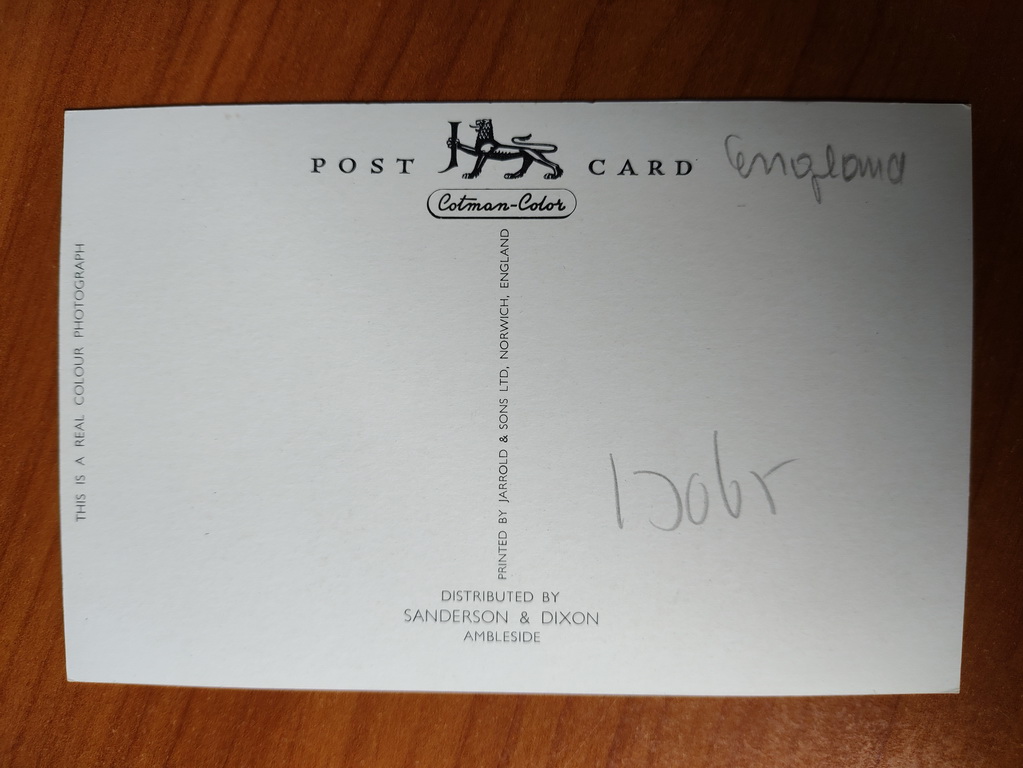 POST CARD
Cotman-Color
England
THIS IS A REAL COLOUR PHOTOGRAPH
PRINTED BY JARROLD & SONS LTD, NORWICH, ENGLAND
DISTRIBUTED BY
SANDERSON & DIXON
AMBLESIDE